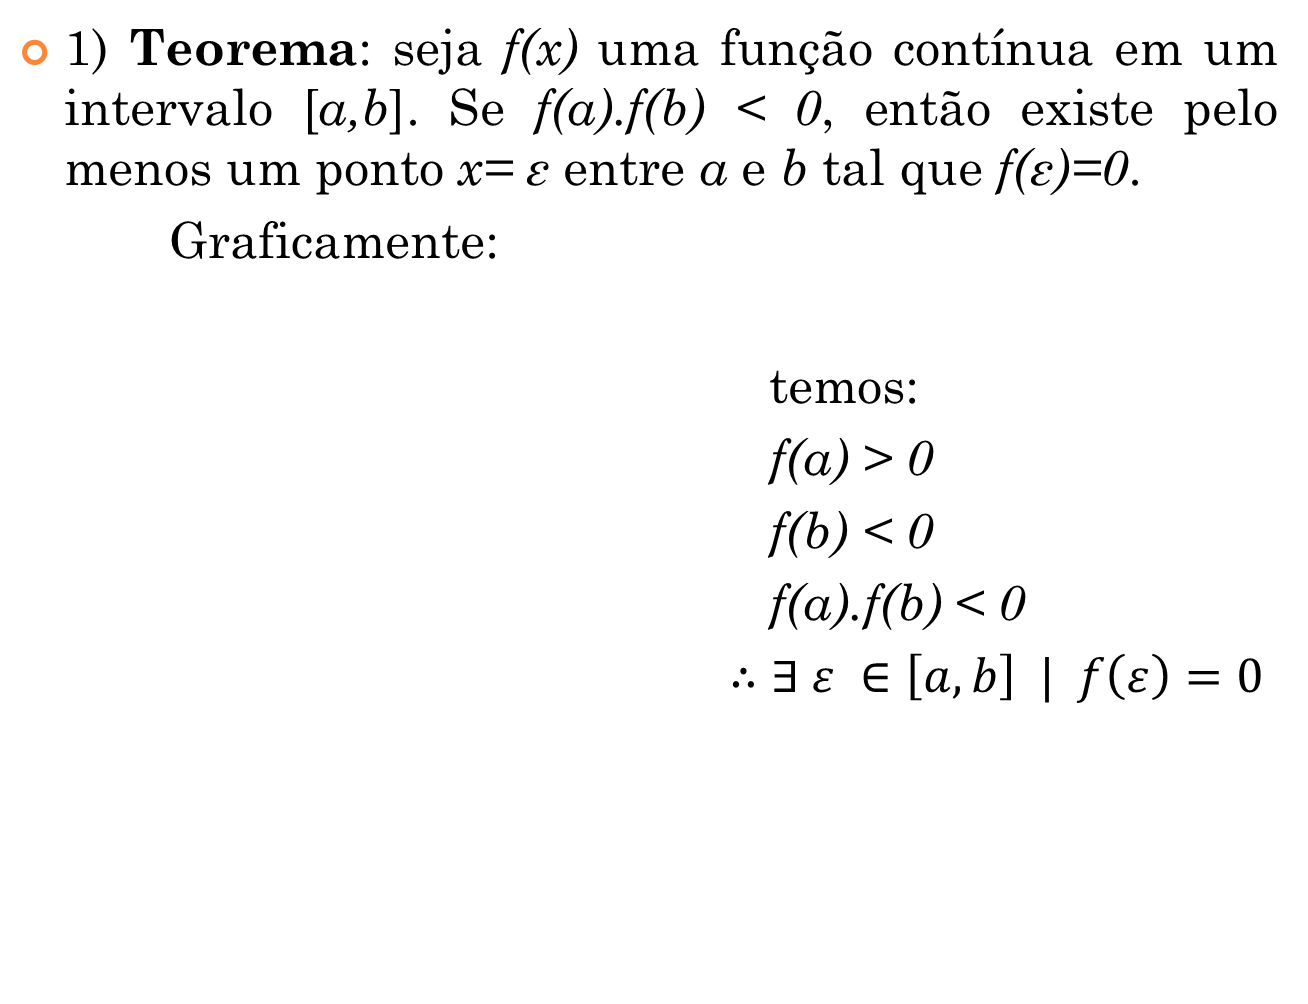 1) Teorema: seja f(x) uma função contínua em um
intervalo [a,b]. Se f(a).f(b) < 0, então existe pelo
menos um ponto x= ε entre a e b tal que f(ε)=0.
Graficamente:
temos:
f(a) > 0
f(b) < 0
f(a).f(b) < 0
∴ ∃ ε ∈ [a, b] | f(ε) = 0